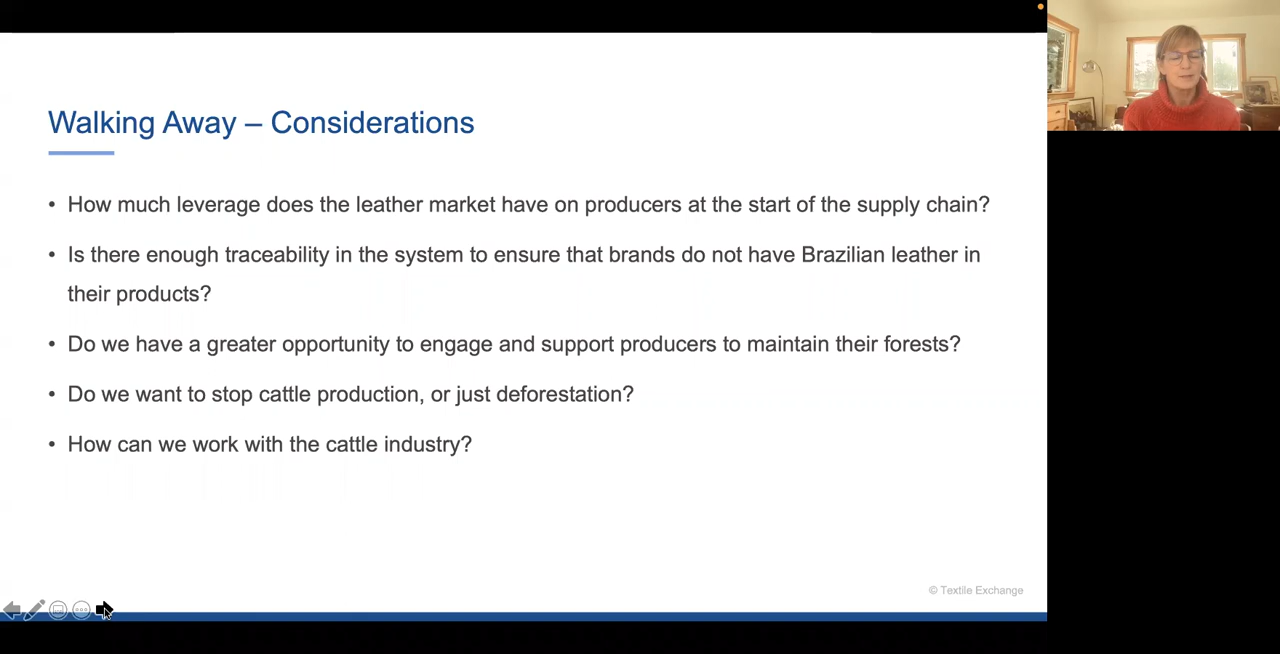 Walking Away – Considerations
• How much leverage does the leather market have on producers at the start of the supply chain?
• Is there enough traceability in the system to ensure that brands do not have Brazilian leather in
their products?
• Do we have a greater opportunity to engage and support producers to maintain their forests?
• Do we want to stop cattle production, or just deforestation?
• How can we work with the cattle industry?
© Textile Exchange